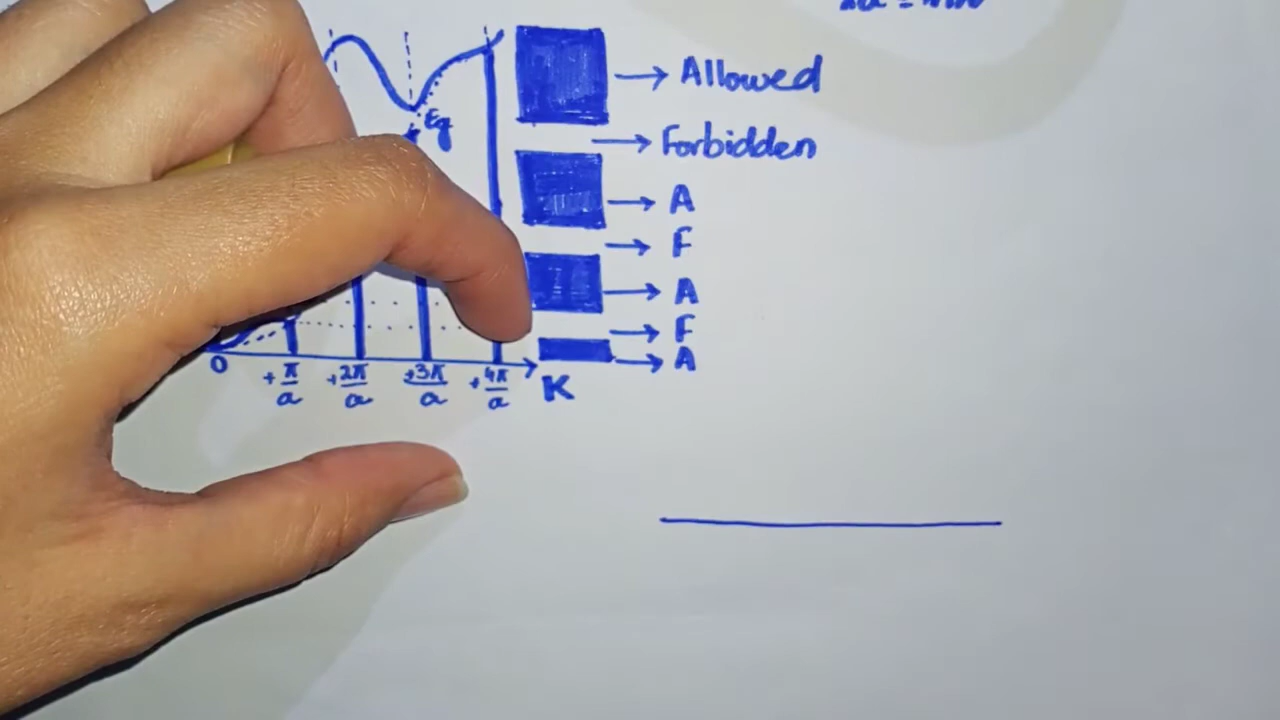 Allowed
Forbidden
Eg
A
F
A
F
A
0
+π/a +2π/a +3π/a +4π/a K